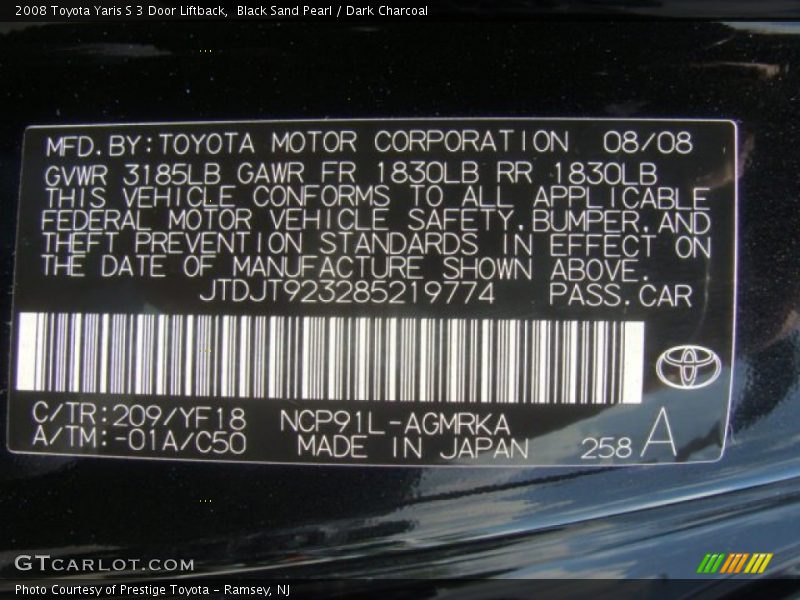 2008 Toyota Yaris S 3 Door Liftback,  Black Sand Pearl / Dark Charcoal
MFD. BY: TOYOTA MOTOR CORPORATION 08/08
GVWR 3185LB GAWR FR 1830LB RR 1830LB
THIS VEHICLE CONFORMS TO ALL APPLICABLE
FEDERAL MOTOR VEHICLE SAFETY, BUMPER, AND
THEFT PREVENTION STANDARDS IN EFFECT ON
THE DATE OF MANUFACTURE SHOWN ABOVE.
JTDJT923285219774 PASS. CAR
C/TR: 209/YF18 NCP91L-AGMRKA
A/TM: -01A/C50 MADE IN JAPAN 258 A
GTCARLOT.COM
Photo Courtesy of Prestige Toyota - Ramsey, NJ